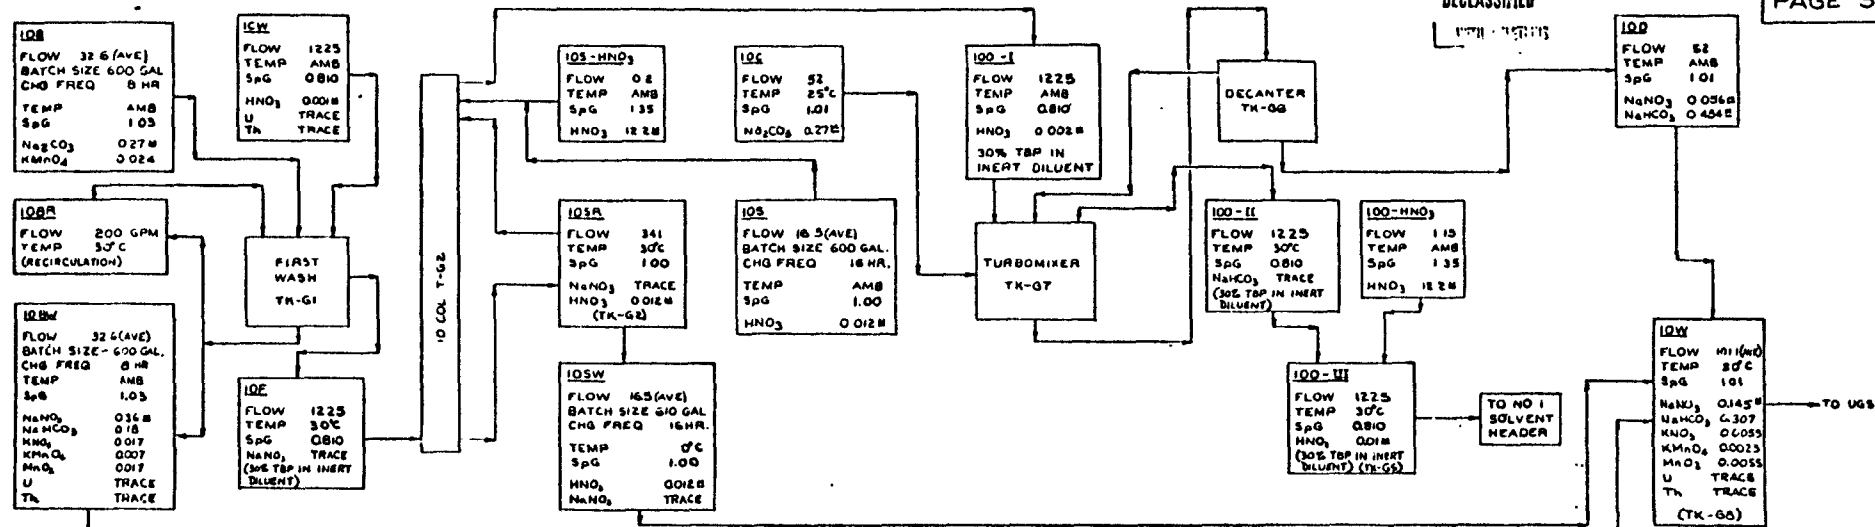 DECLASSIFIED
PAGE
10B
FLOW 32.6 (AVE)
BATCH SIZE 600 GAL
CHG FREQ 8 HR
TEMP AMB
SpG 1.05
Na2CO3 0.27M
KMnO4 0.024
ICW
FLOW 1225
TEMP AMB
SpG 0.810
HNO3 0.001M
U TRACE
Th TRACE
10BR
FLOW 200 GPM
TEMP 30°C
(RECIRCULATION)
FIRST
WASH
TK-G1
10BW
FLOW 32.6 (AVE)
BATCH SIZE - 600 GAL.
CHG FREQ 8 HR
TEMP AMB
SpG 1.05
NaNO3 0.36M
NaHCO3 0.18
KNO3 0.017
KMnO4 0.007
MnO2 0.017
U TRACE
Th TRACE
10F
FLOW 1225
TEMP 30°C
SpG 0.810
NaNO3 TRACE
(30% TBP IN INERT
DILUENT)
10 COL T-G2
10S-HNO3
FLOW 0.2
TEMP AMB
SpG 1.35
HNO3 12.2M
10C
FLOW 52
TEMP 25°C
SpG 1.01
Na2CO3 0.27M
10SR
FLOW 341
TEMP 30°C
SpG 1.00
NaNO3 TRACE
HNO3 0.012M
(TK-G2)
10S
FLOW 16.5 (AVE)
BATCH SIZE 600 GAL.
CHG FREQ 16 HR.
TEMP AMB
SpG 1.00
HNO3 0.012M
10SW
FLOW 16.5 (AVE)
BATCH SIZE 610 GAL
CHG FREQ 16 HR.
TEMP
SpG 1.00
HNO3 0.012M
NaNO3 TRACE
100-I
FLOW 1225
TEMP AMB
SpG 0.810
HNO3 0.002M
30% TBP IN
INERT DILUENT
TURBOMIXER
TK-G7
DECANTER
TK-G8
100-II
FLOW 1225
TEMP 30°C
SpG 0.810
NaHCO3 TRACE
(30% TBP IN INERT
DILUENT)
100-HNO3
FLOW 1.15
TEMP AMB
SpG 1.35
HNO3 12.2M
100-III
FLOW 1225
TEMP 30°C
SpG 0.810
HNO3 0.01M
(30% TBP IN INERT
DILUENT) (TK-G5)
TO NO 1
SOLVENT
HEADER
10D
FLOW 52
TEMP AMB
SpG 1.01
NaNO3 0.056M
NaHCO3 0.484M
10W
FLOW 101.1 (AVE)
TEMP 30°C
SpG 1.01
NaNO3 0.145M
NaHCO3 0.307
KNO3 0.0055
KMnO4 0.0023
MnO2 0.0055
U TRACE
Th TRACE
(TK-G8)
TO UGS